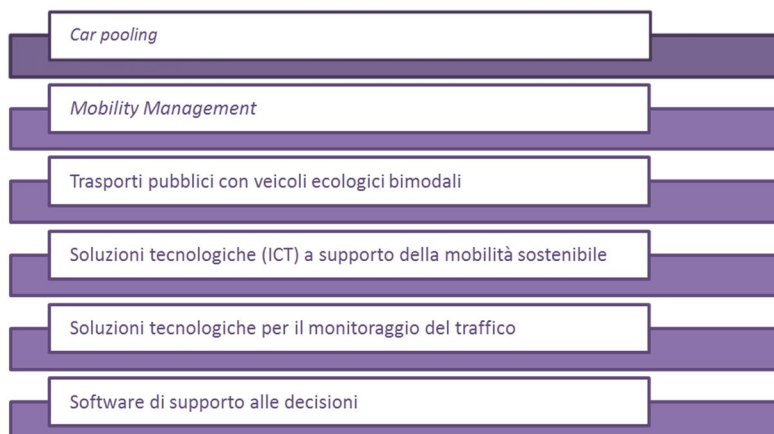 Car pooling
Mobility Management
Trasporti pubblici con veicoli ecologici bimodali
Soluzioni tecnologiche (ICT) a supporto della mobilità sostenibile
Soluzioni tecnologiche per il monitoraggio del traffico
Software di supporto alle decisioni